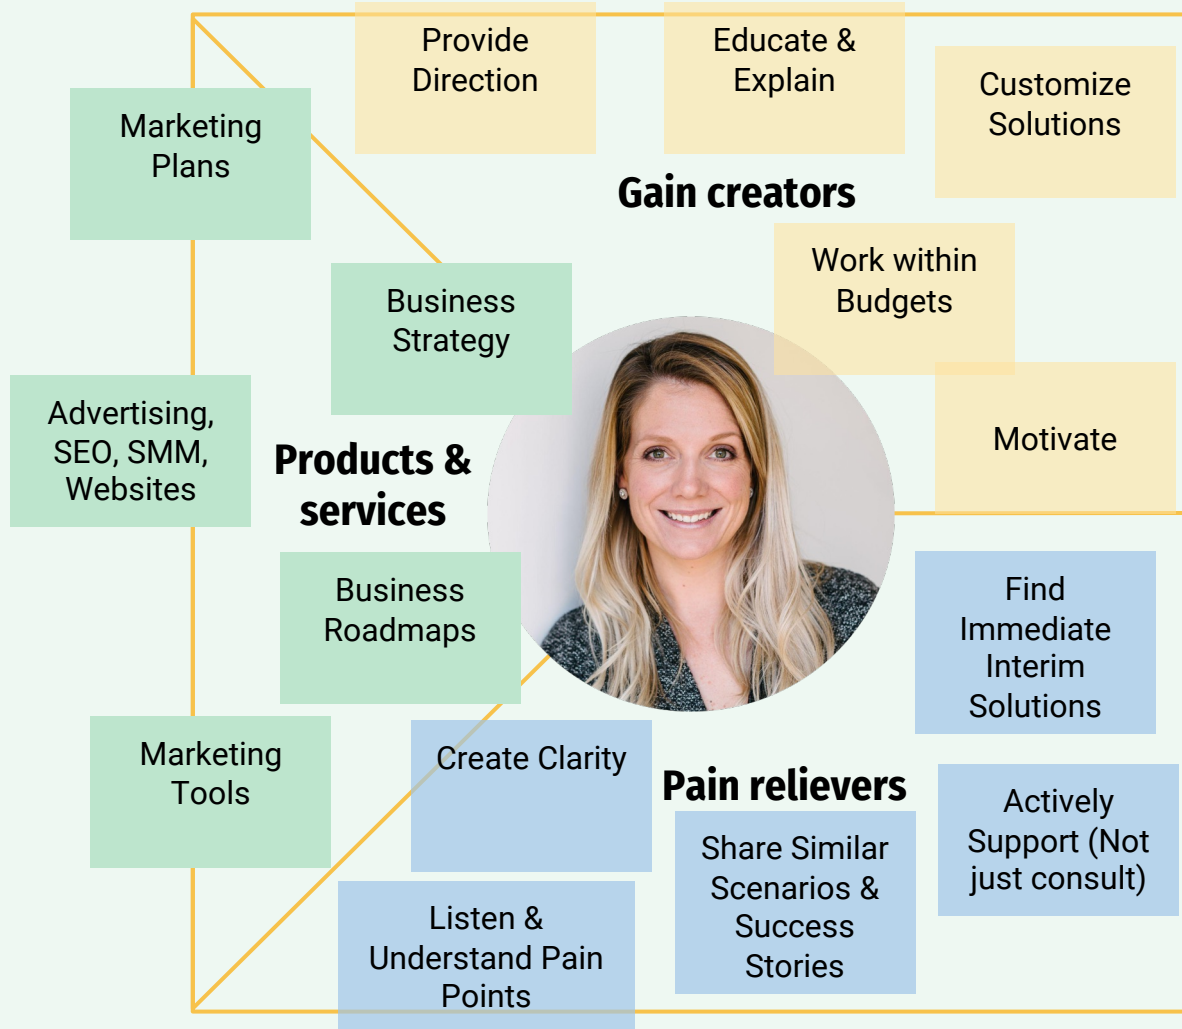 Provide
Direction
Educate &
Explain
Customize
Solutions
Marketing
Plans
Gain creators
Work within
Budgets
Business
Strategy
Motivate
Advertising,
SEO, SMM,
Websites
Products &
services
Business
Roadmaps
Find
Immediate
Interim
Solutions
Marketing
Tools
Create Clarity
Pain relievers
Actively
Support (Not
just consult)
Share Similar
Scenarios &
Success
Stories
Listen &
Understand Pain
Points